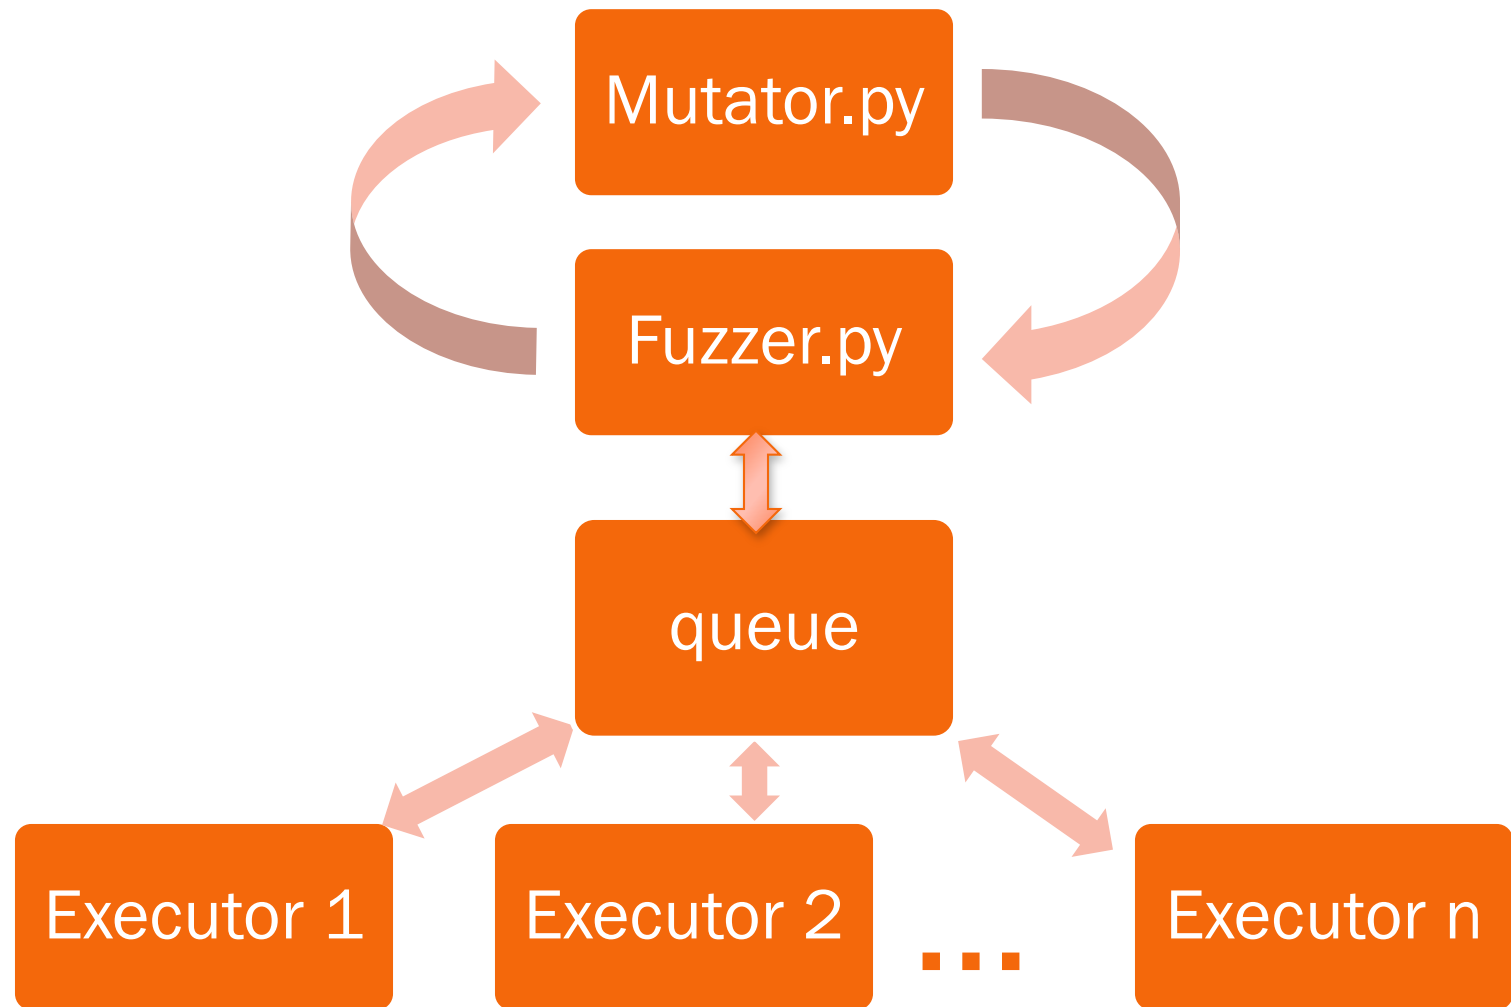 Mutator.py
Fuzzer.py
queue
Executor 1
Executor 2
...
Executor n